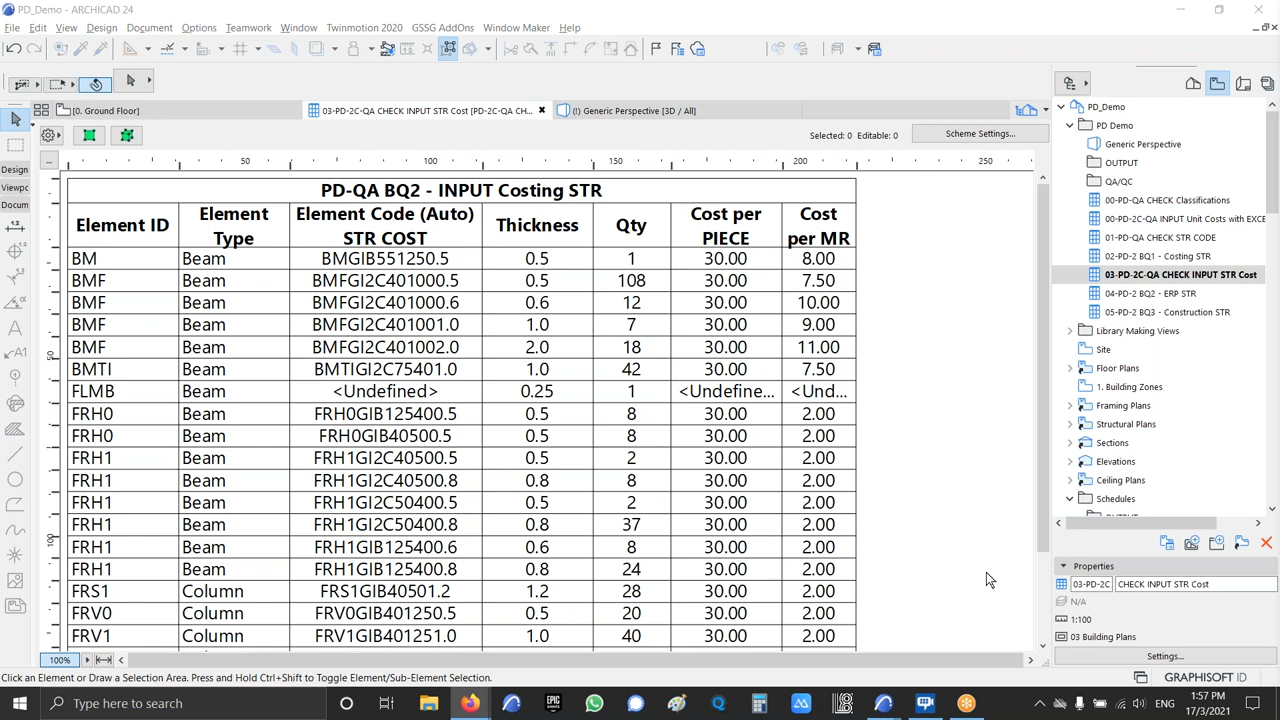 PD_Demo - ARCHICAD 24
File Edit View Design Document Options Teamwork Window Twinmotion 2020 GSSG AddOns Window Maker Help
[0. Ground Floor]
03-PD-2C-QA CHECK INPUT STR Cost [PD-2C-QA CH...
(!) Generic Perspective [3D / All]
Selected: 0 Editable: 0
Scheme Settings...
50 100 150 200 250
PD-QA BQ2 - INPUT Costing STR
Element ID Element Type Element Code (Auto) STR COST Thickness Qty Cost per PIECE Cost per MR
BM Beam BMGIB551250.5 0.5 1 30.00 8.00
BMF Beam BMFGI2C401000.5 0.5 108 30.00 7.50
BMF Beam BMFGI2C401000.6 0.6 12 30.00 10.00
BMF Beam BMFGI2C401001.0 1.0 7 30.00 9.00
BMF Beam BMFGI2C401002.0 2.0 18 30.00 11.00
BMTI Beam BMTIGI2C75401.0 1.0 42 30.00 7.50
FLMB Beam <Undefined> 0.25 1 <Undefine... <Und...
FRH0 Beam FRH0GIB125400.5 0.5 8 30.00 2.00
FRH0 Beam FRH0GIB40500.5 0.5 8 30.00 2.00
FRH1 Beam FRH1GI2C40500.5 0.5 2 30.00 2.00
FRH1 Beam FRH1GI2C40500.8 0.8 8 30.00 2.00
FRH1 Beam FRH1GI2C50400.5 0.5 2 30.00 2.00
FRH1 Beam FRH1GI2C50400.8 0.8 37 30.00 2.00
FRH1 Beam FRH1GIB125400.6 0.6 8 30.00 2.00
FRH1 Beam FRH1GIB125400.8 0.8 24 30.00 2.00
FRS1 Column FRS1GIB40501.2 1.2 28 30.00 2.00
FRV0 Column FRV0GIB401250.5 0.5 20 30.00 2.00
FRV1 Column FRV1GIB401251.0 1.0 40 30.00 2.00
50
100
Design
Viewpc
Docum
PD_Demo
PD Demo
Generic Perspective
OUTPUT
QA/QC
00-PD-QA CHECK Classifications
00-PD-2C-QA INPUT Unit Costs with EXCE
01-PD-QA CHECK STR CODE
02-PD-2 BQ1 - Costing STR
03-PD-2C-QA CHECK INPUT STR Cost
04-PD-2 BQ2 - ERP STR
05-PD-2 BQ3 - Construction STR
Library Making Views
Site
Floor Plans
1. Building Zones
Framing Plans
Structural Plans
Sections
Elevations
Ceiling Plans
Schedules
Properties
03-PD-2C CHECK INPUT STR Cost
N/A
1:100
03 Building Plans
Settings...
100%
Click an Element or Draw a Selection Area. Press and Hold Ctrl+Shift to Toggle Element/Sub-Element Selection.
GRAPHISOFT ID
Type here to search
EPIC
1:57 PM
17/3/2021